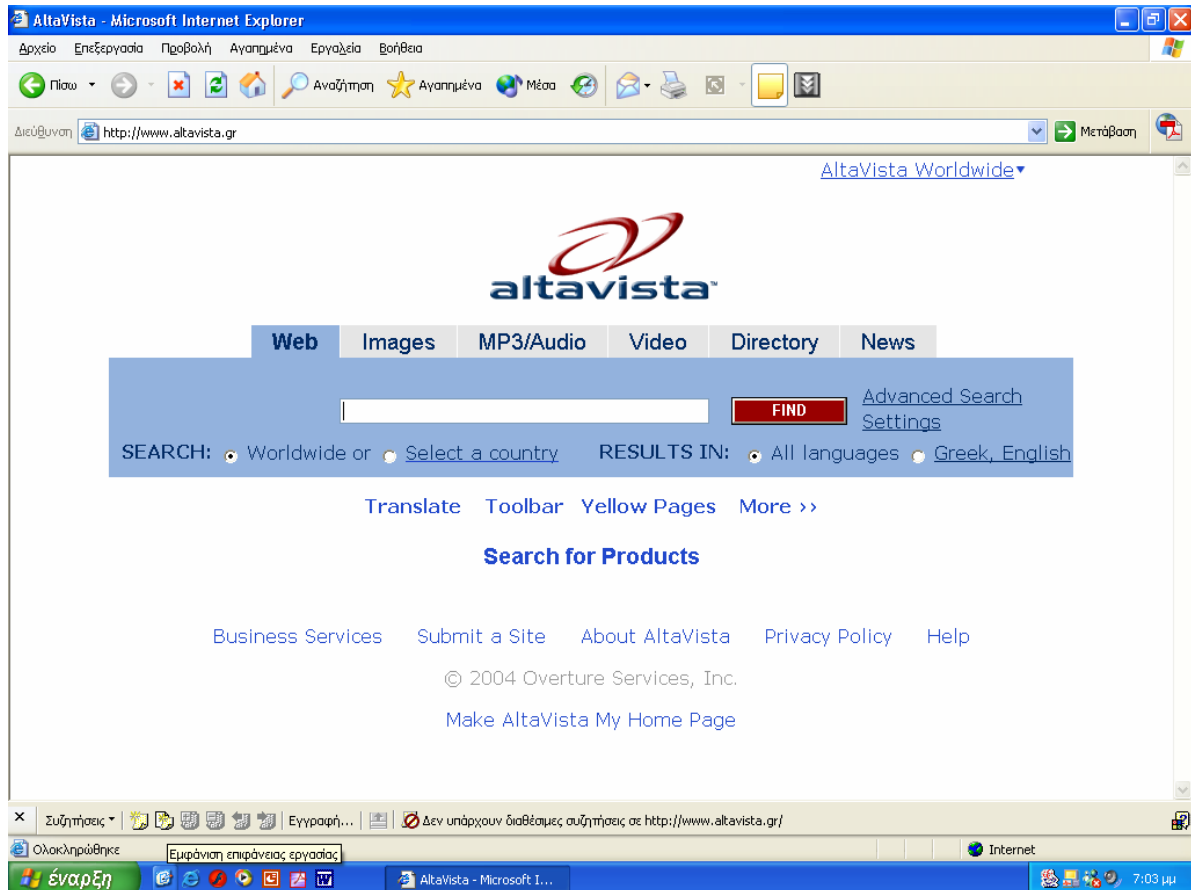 AltaVista - Microsoft Internet Explorer
Αρχείο Επεξεργασία Προβολή Αγαπημένα Εργαλεία Βοήθεια
Πίσω Αναζήτηση Αγαπημένα Μέσα
Διεύθυνση http://www.altavista.gr Μετάβαση
AltaVista Worldwide
altavista™
Web Images MP3/Audio Video Directory News
FIND Advanced Search
Settings
SEARCH: Worldwide or Select a country RESULTS IN: All languages Greek, English
Translate Toolbar Yellow Pages More >>
Search for Products
Business Services Submit a Site About AltaVista Privacy Policy Help
© 2004 Overture Services, Inc.
Make AltaVista My Home Page
Συζητήσεις Εγγραφή... Δεν υπάρχουν διαθέσιμες συζητήσεις σε http://www.altavista.gr/
Ολοκληρώθηκε Internet
Εμφάνιση επιφάνειας εργασίας
έναρξη AltaVista - Microsoft I... 7:03 μμ